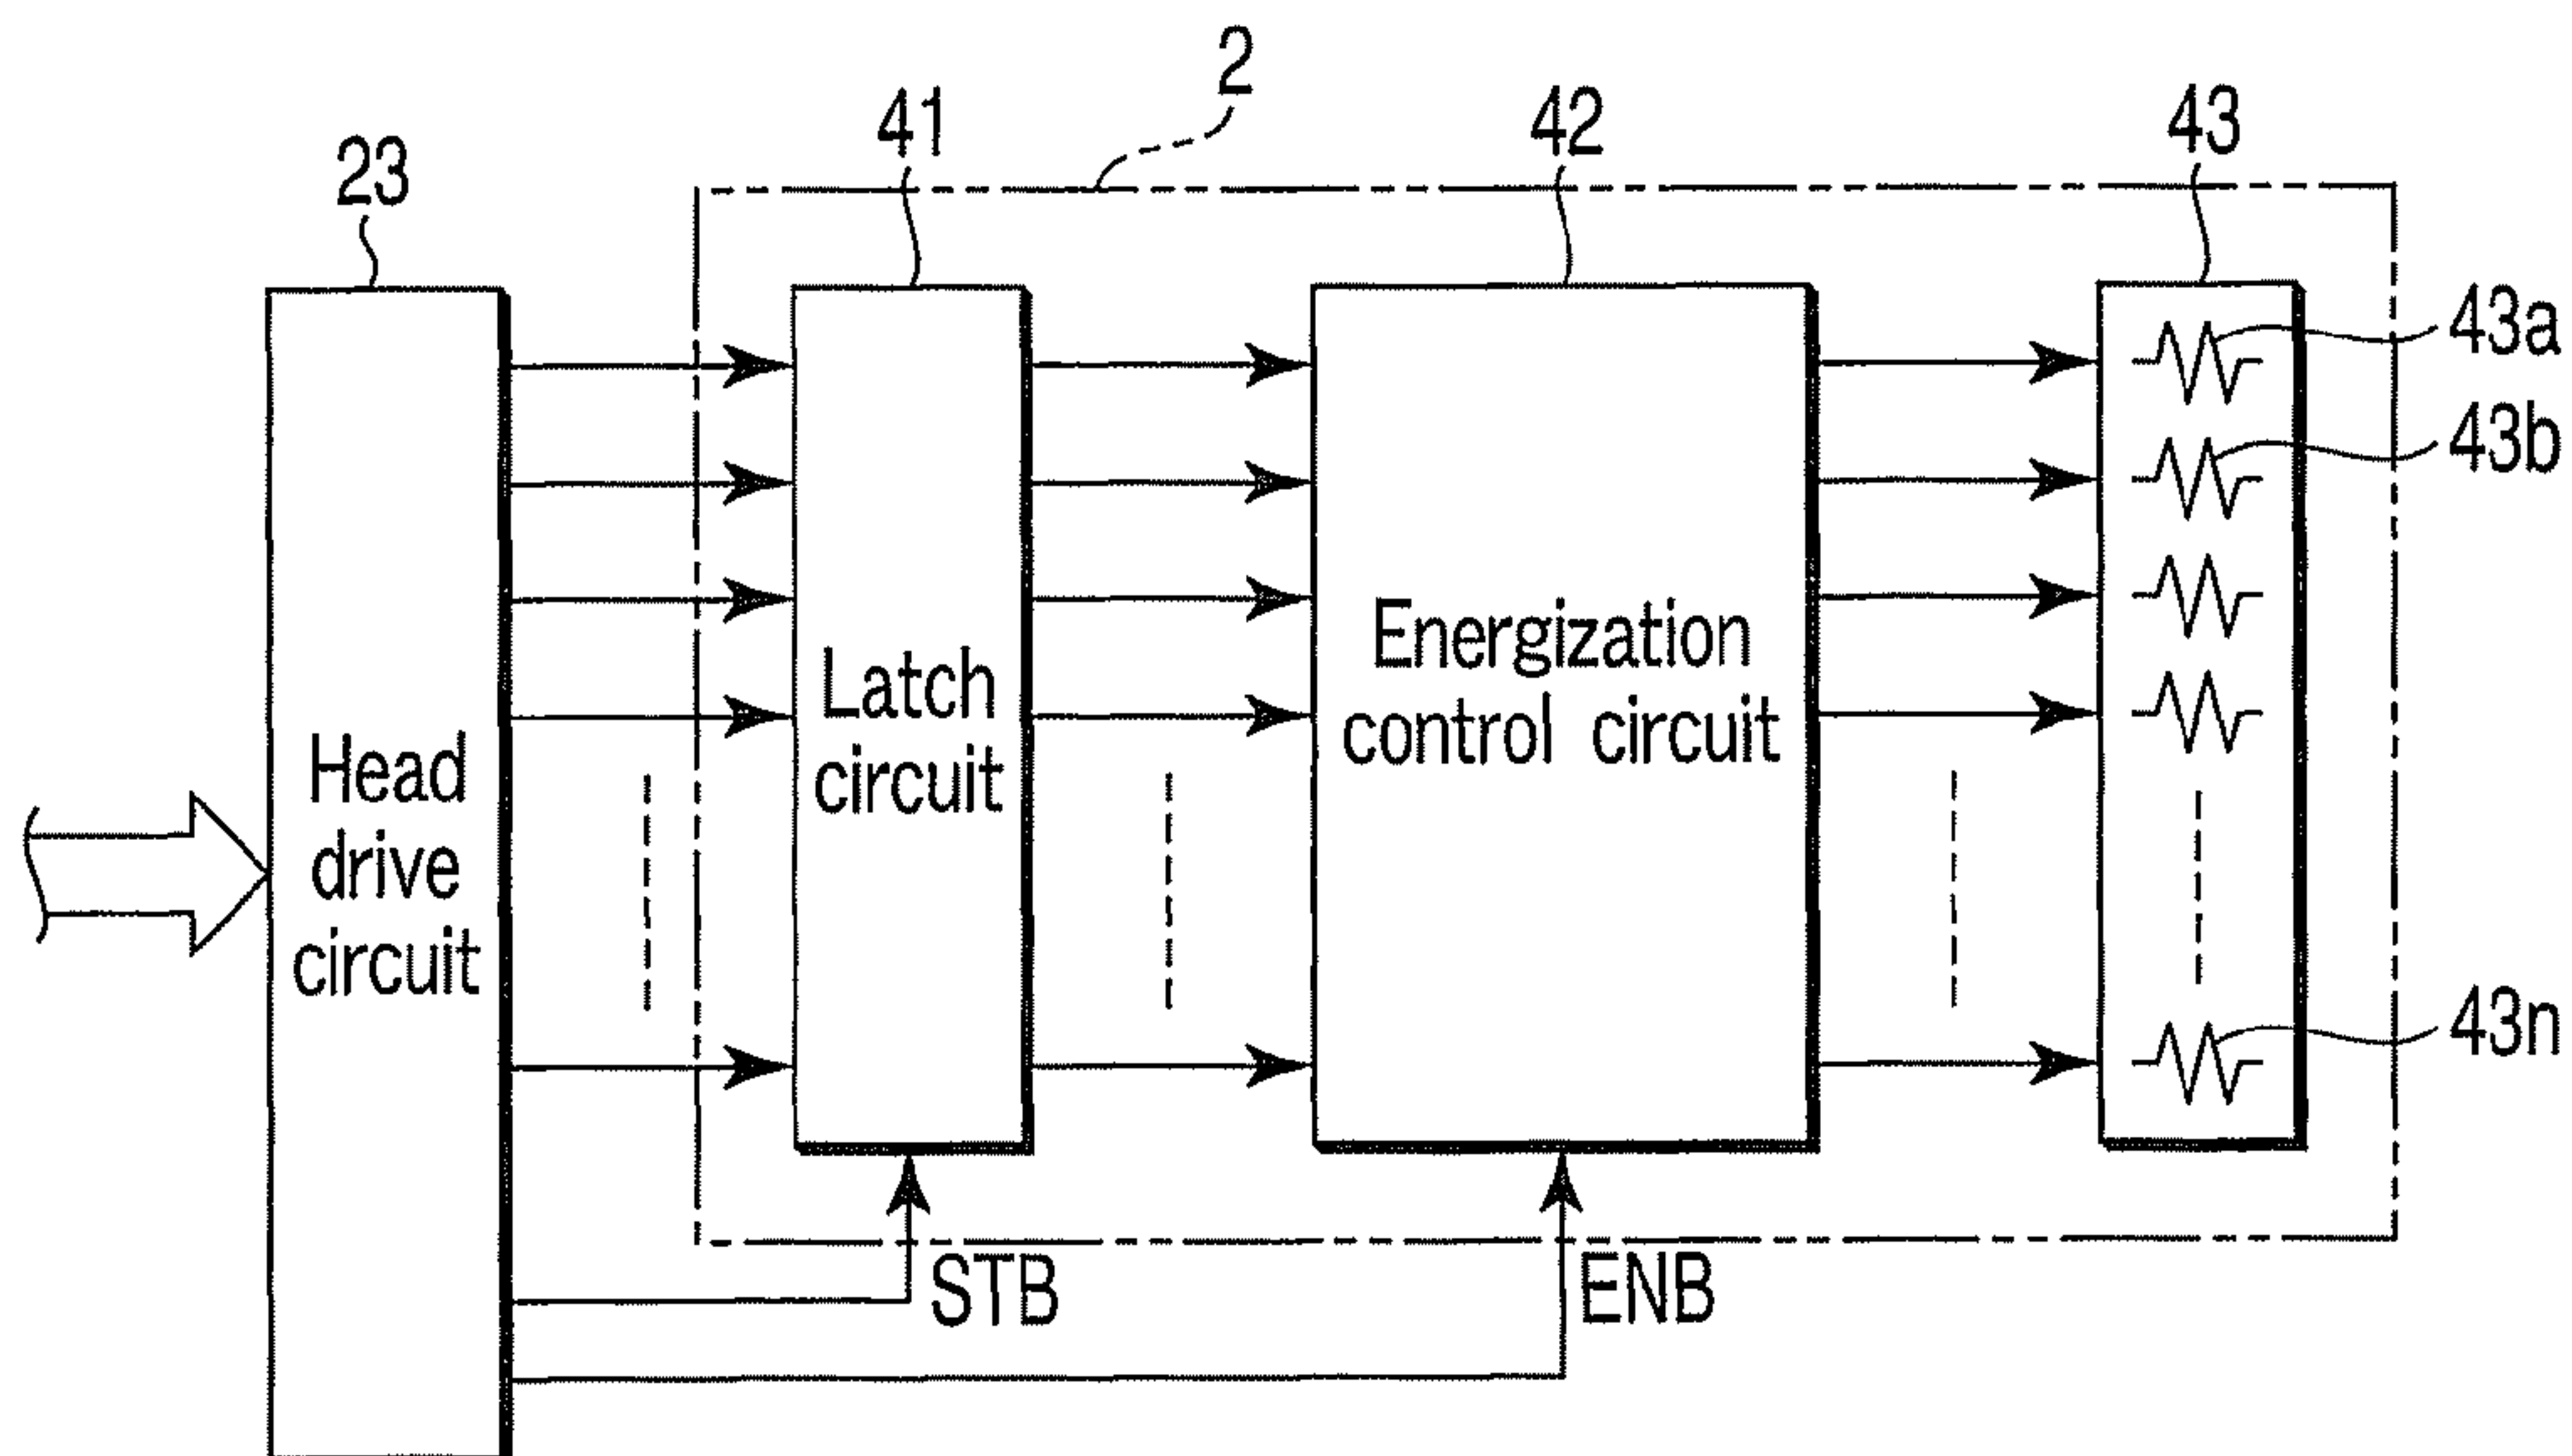 2
23
41
42
43
43a
43b
43n
Head
drive
circuit
Latch
circuit
Energization
control circuit
STB
ENB